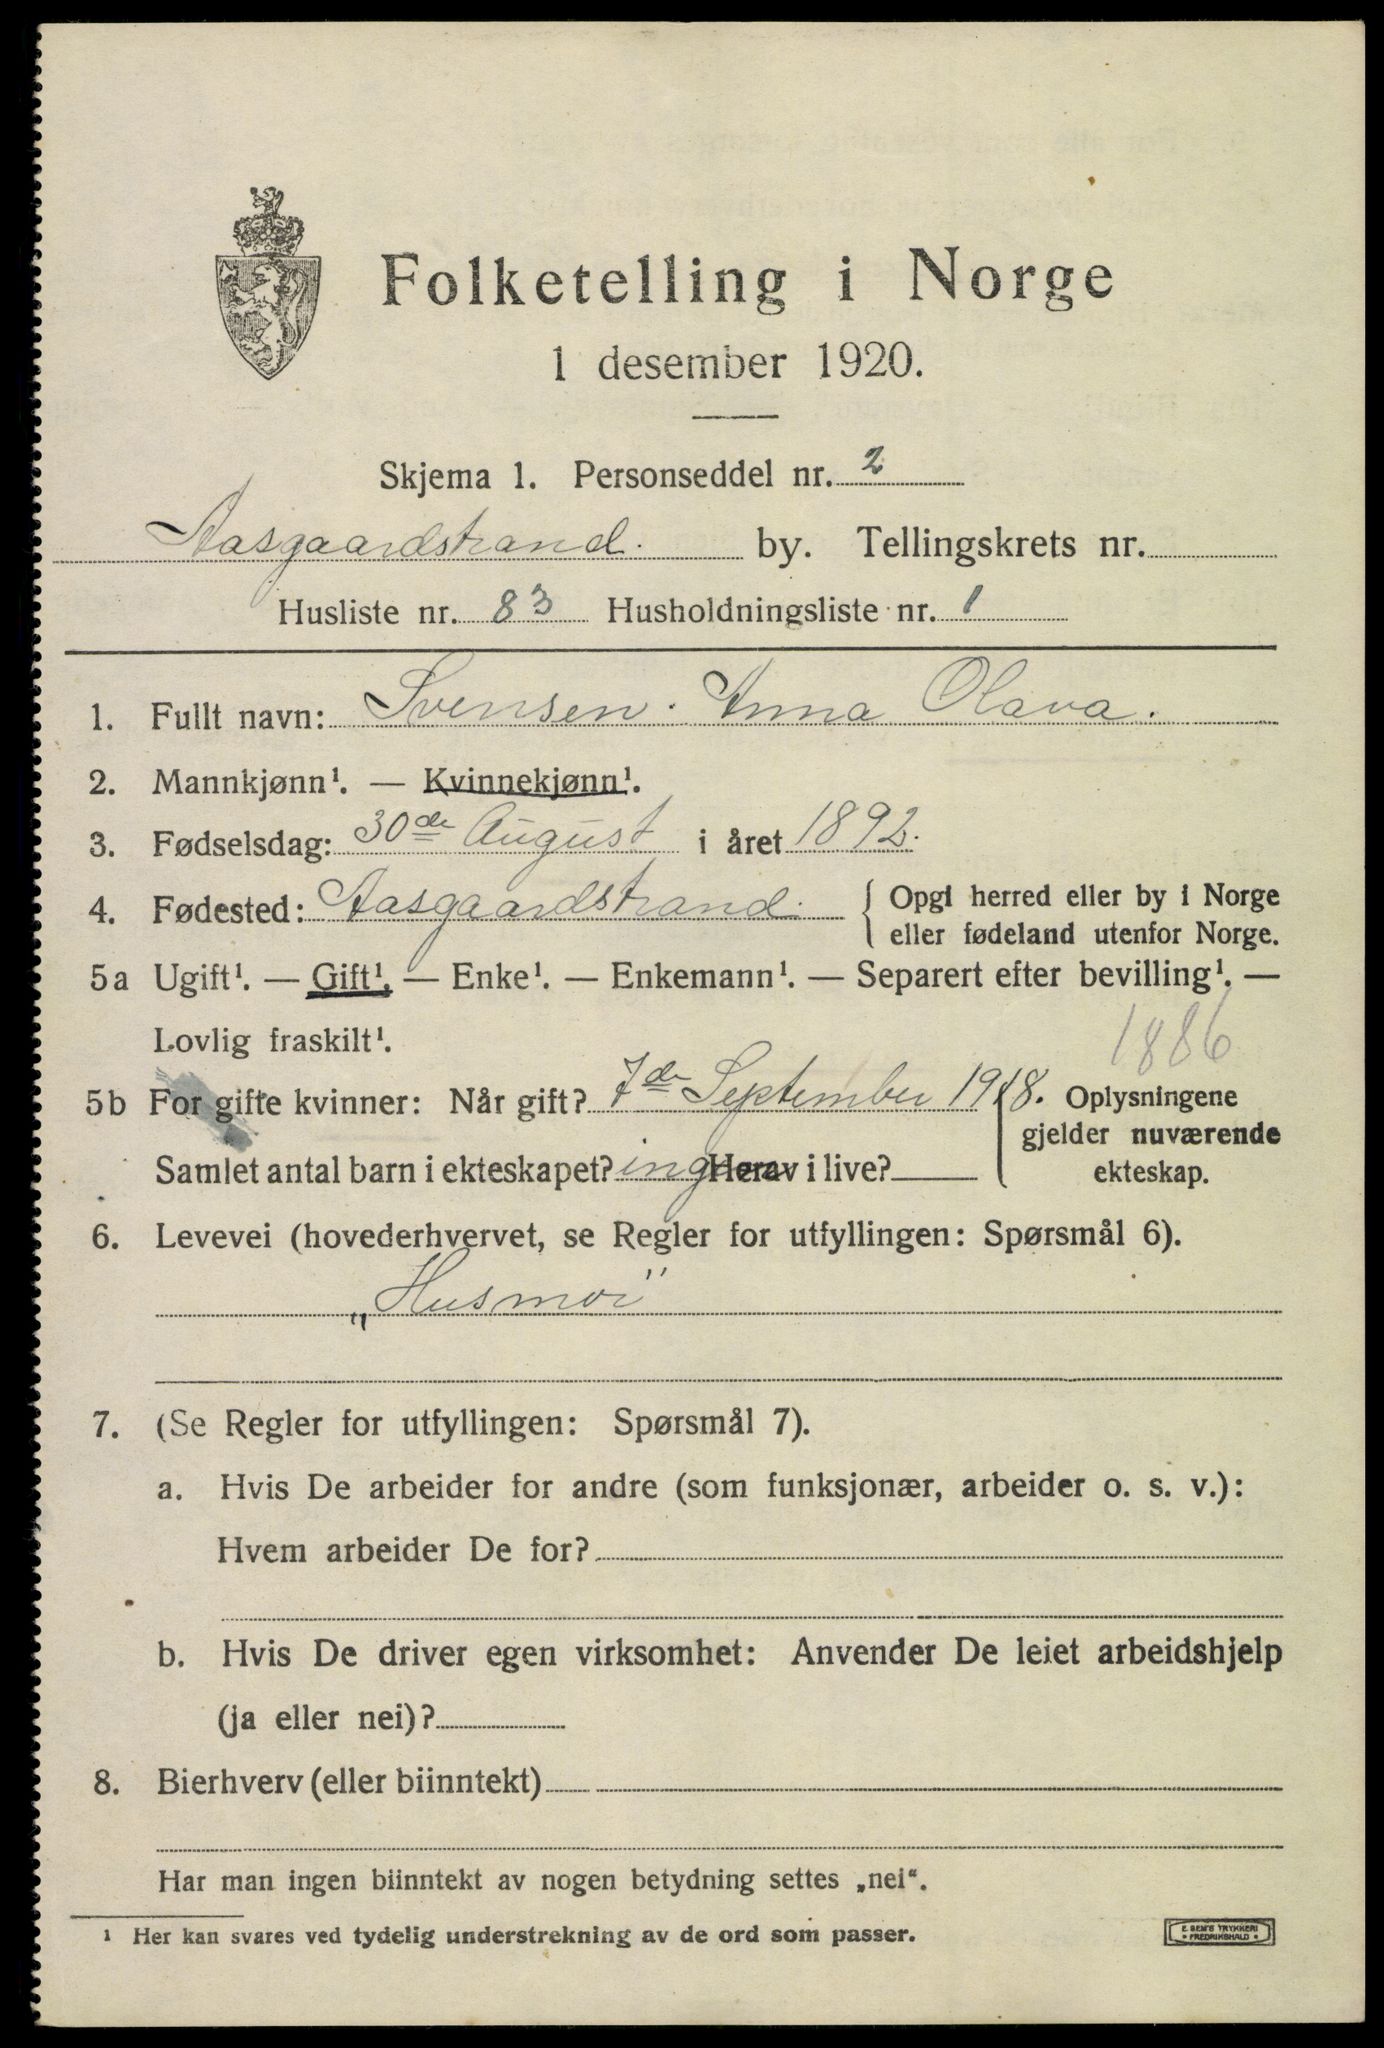 Folketelling i Norge
1 desember 1920.
Skjema 1. Personseddel nr. 2
Aasgaardstrand. by. Tellingskrets nr.
Husliste nr. 83 Husholdningsliste nr. 1
1. Fullt navn: Svensen. Anna Olava.
2. Mannkjønn¹. — Kvinnekjønn¹.
3. Fødselsdag: 30de August i året 1892.
4. Fødested: Aasgaardstrand. { Opgi herred eller by i Norge
eller fødeland utenfor Norge.
5a Ugift¹. — Gift¹. — Enke¹. — Enkemann¹. — Separert efter bevilling¹. —
Lovlig fraskilt¹.
1886
5b For gifte kvinner: Når gift? 7de September 1918. Oplysningene
gjelder nuværende
Samlet antal barn i ekteskapet? ingen Herav i live? ekteskap.
6. Levevei (hovederhvervet, se Regler for utfyllingen: Spørsmål 6).
„Husmor"
7. (Se Regler for utfyllingen: Spørsmål 7).
a. Hvis De arbeider for andre (som funksjonær, arbeider o. s. v.):
Hvem arbeider De for?
b. Hvis De driver egen virksomhet: Anvender De leiet arbeidshjelp
(ja eller nei)?
8. Bierhverv (eller biinntekt)
Har man ingen biinntekt av nogen betydning settes „nei“.
¹ Her kan svares ved tydelig understrekning av de ord som passer.
E. SEM'S TRYKKERI
• FREDRIKSHALD •